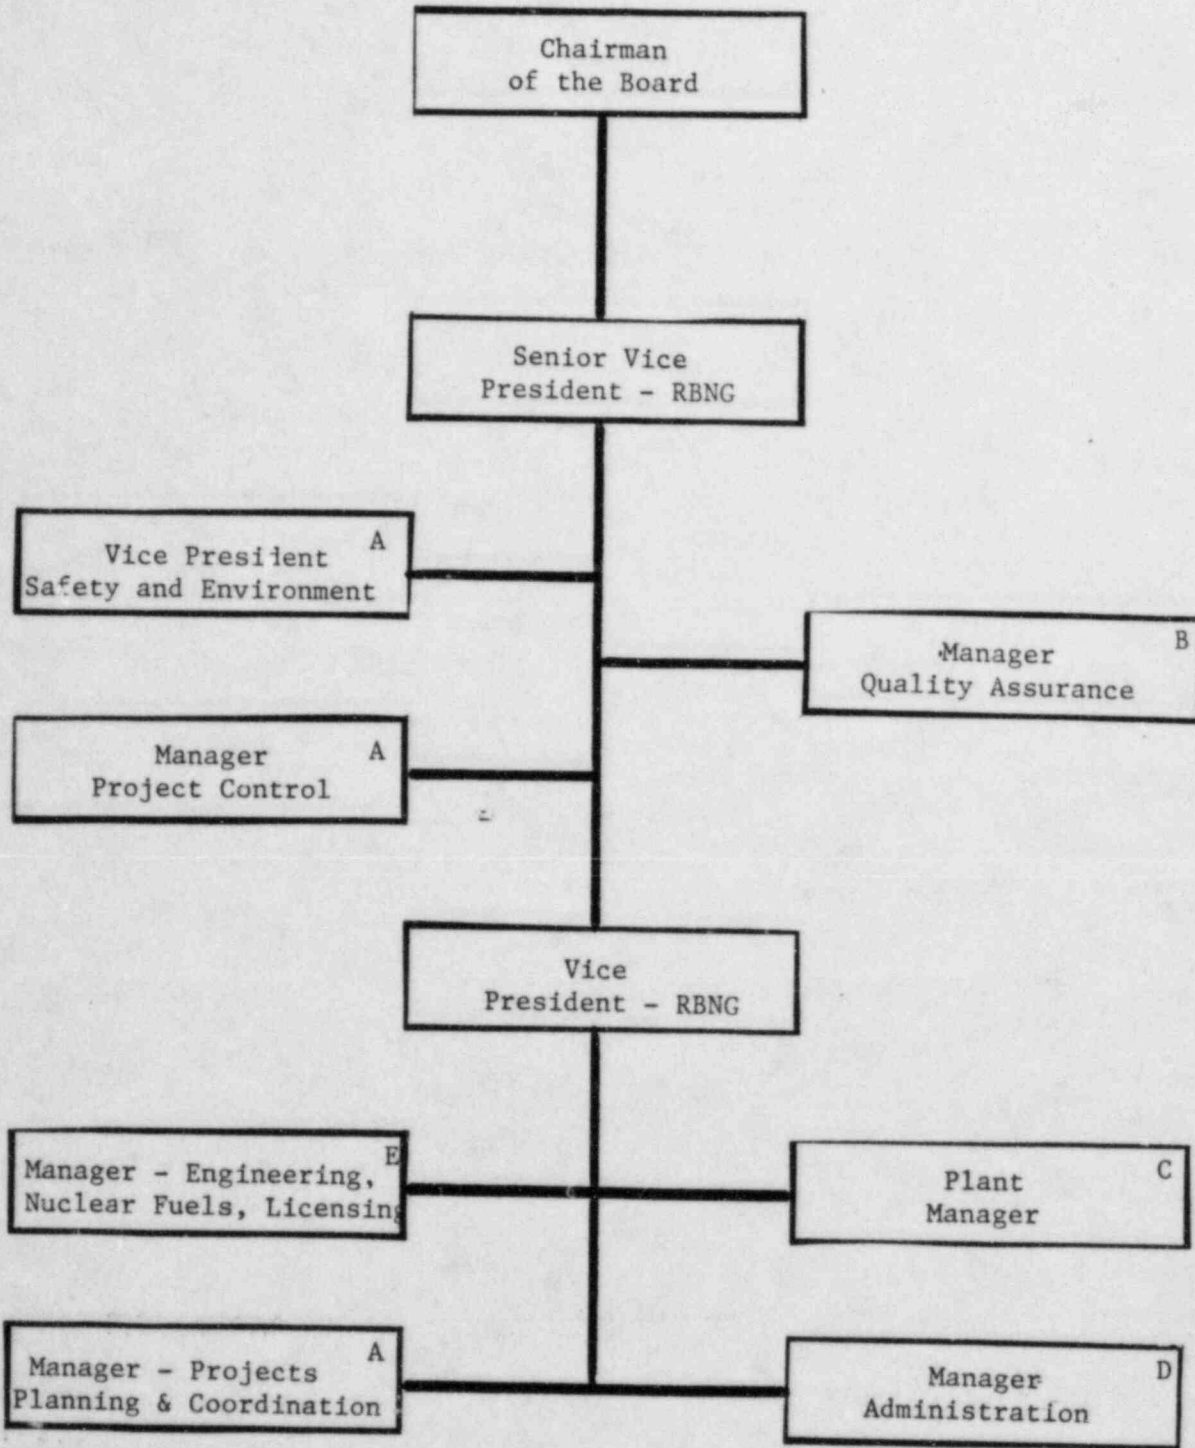 Chairman
of the Board
Senior Vice
President - RBNG
Vice President A
Safety and Environment
Manager B
Quality Assurance
Manager A
Project Control
Vice
President - RBNG
Manager - Engineering, E
Nuclear Fuels, Licensing
Plant C
Manager
Manager - Projects A
Planning & Coordination
Manager D
Administration